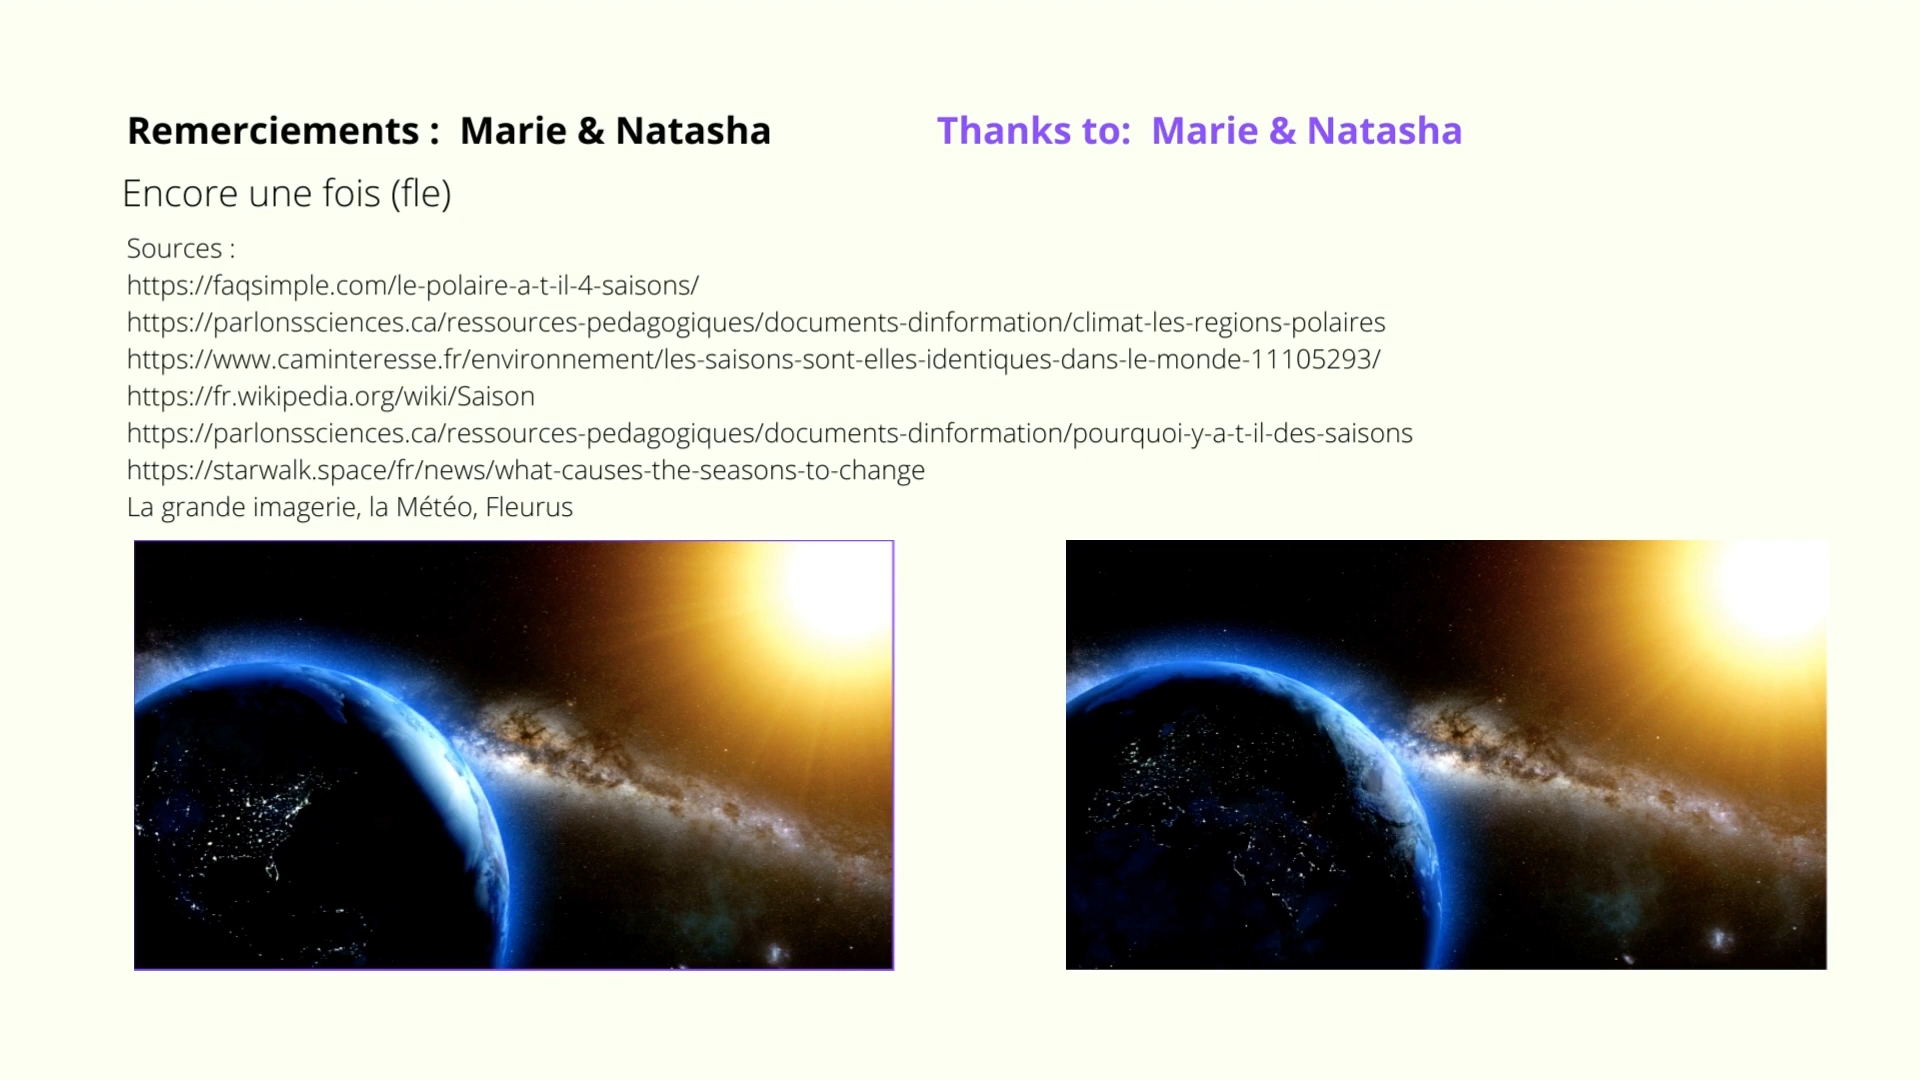 Remerciements :  Marie & Natasha
Thanks to:  Marie & Natasha
Encore une fois (fle)
Sources :
https://faqsimple.com/le-polaire-a-t-il-4-saisons/
https://parlonssciences.ca/ressources-pedagogiques/documents-dinformation/climat-les-regions-polaires
https://www.caminteresse.fr/environnement/les-saisons-sont-elles-identiques-dans-le-monde-11105293/
https://fr.wikipedia.org/wiki/Saison
https://parlonssciences.ca/ressources-pedagogiques/documents-dinformation/pourquoi-y-a-t-il-des-saisons
https://starwalk.space/fr/news/what-causes-the-seasons-to-change
La grande imagerie, la Météo, Fleurus